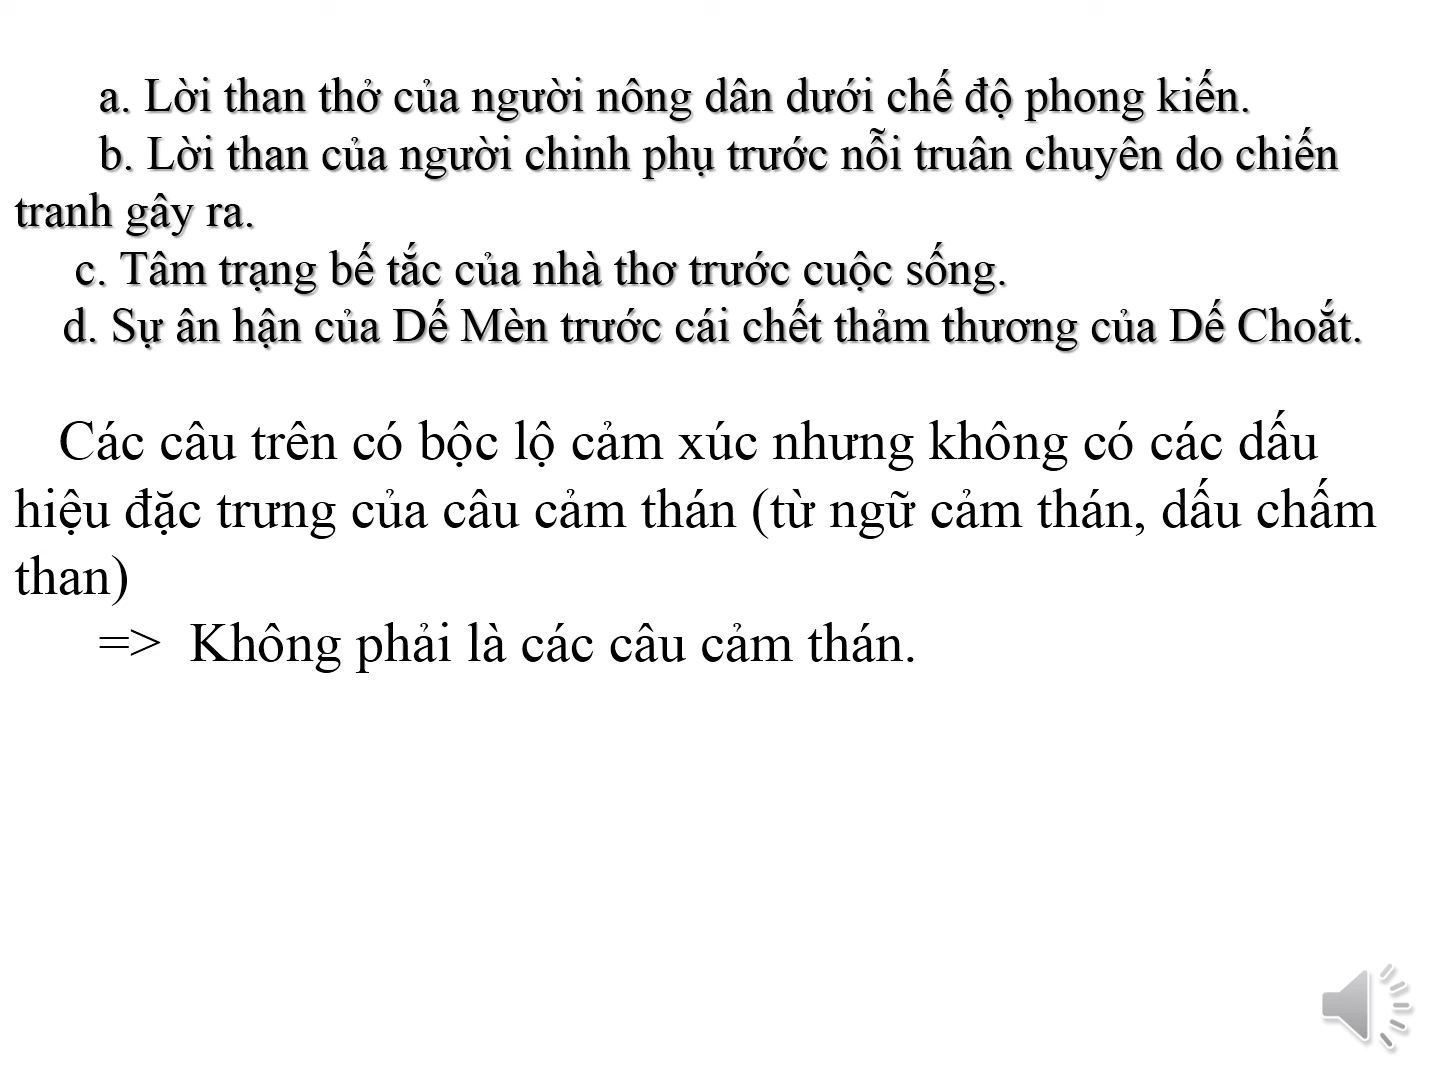 a. Lời than thở của người nông dân dưới chế độ phong kiến.
b. Lời than của người chinh phụ trước nỗi truân chuyên do chiến
tranh gây ra.
c. Tâm trạng bế tắc của nhà thơ trước cuộc sống.
d. Sự ân hận của Dế Mèn trước cái chết thảm thương của Dế Choắt.
Các câu trên có bộc lộ cảm xúc nhưng không có các dấu
hiệu đặc trưng của câu cảm thán (từ ngữ cảm thán, dấu chấm
than)
=> Không phải là các câu cảm thán.